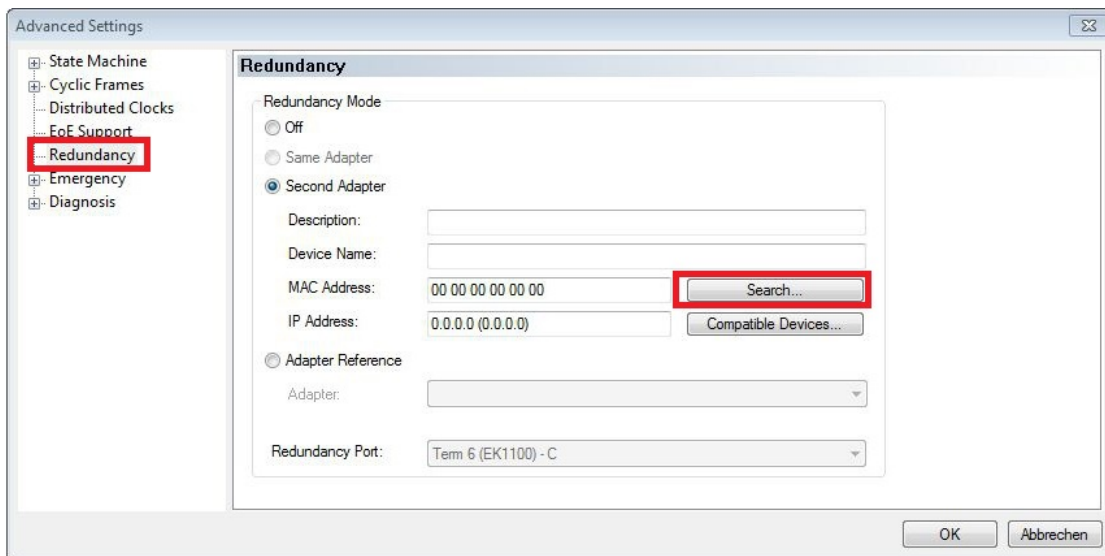 Advanced Settings
State Machine
Cyclic Frames
Distributed Clocks
EoE Support
Redundancy
Emergency
Diagnosis
Redundancy
Redundancy Mode
Off
Same Adapter
Second Adapter
Description:
Device Name:
MAC Address: 00 00 00 00 00 00 Search...
IP Address: 0.0.0.0 (0.0.0.0) Compatible Devices...
Adapter Reference
Adapter:
Redundancy Port: Term 6 (EK1100) - C
OK Abbrechen